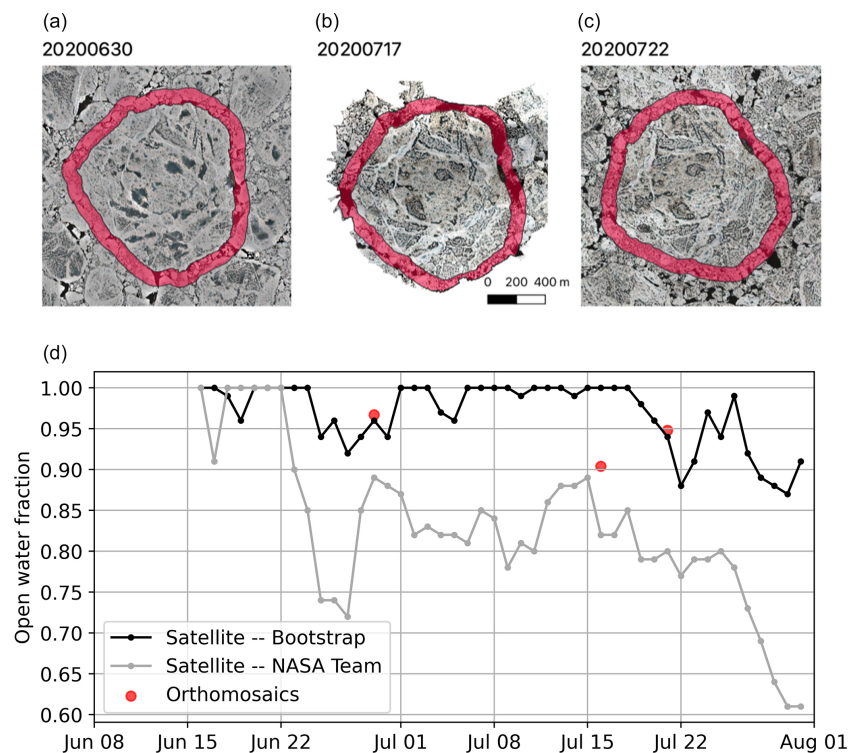 (a)
20200630
(b)
20200717
(c)
20200722
0 200 400 m
(d)
Open water fraction
1.00
0.95
0.90
0.85
0.80
0.75
0.70
0.65
0.60
Satellite -- Bootstrap
Satellite -- NASA Team
Orthomosaics
Jun 08 Jun 15 Jun 22 Jul 01 Jul 08 Jul 15 Jul 22 Aug 01